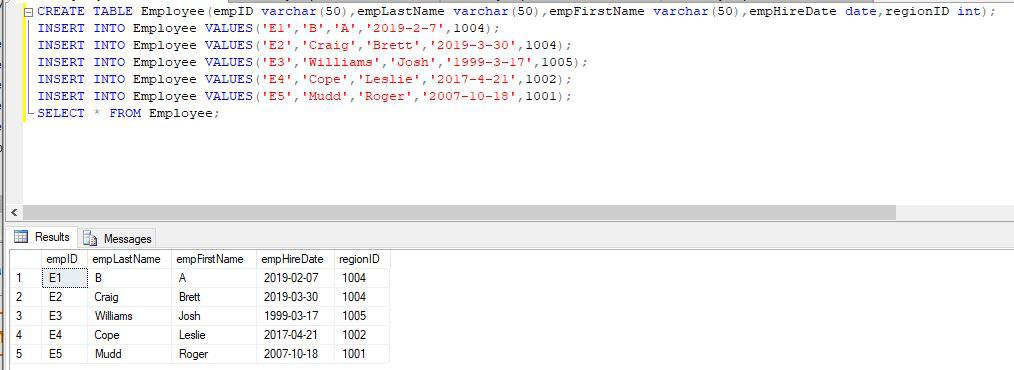 CREATE TABLE Employee(empID varchar(50),empLastName varchar(50),empFirstName varchar(50),empHireDate date,regionID int);
INSERT INTO Employee VALUES('E1','B','A','2019-2-7',1004);
INSERT INTO Employee VALUES('E2','Craig','Brett','2019-3-30',1004);
INSERT INTO Employee VALUES('E3','Williams','Josh','1999-3-17',1005);
INSERT INTO Employee VALUES('E4','Cope','Leslie','2017-4-21',1002);
INSERT INTO Employee VALUES('E5','Mudd','Roger','2007-10-18',1001);
SELECT * FROM Employee;
Results Messages
empID empLastName empFirstName empHireDate regionID
1 E1 B A 2019-02-07 1004
2 E2 Craig Brett 2019-03-30 1004
3 E3 Williams Josh 1999-03-17 1005
4 E4 Cope Leslie 2017-04-21 1002
5 E5 Mudd Roger 2007-10-18 1001